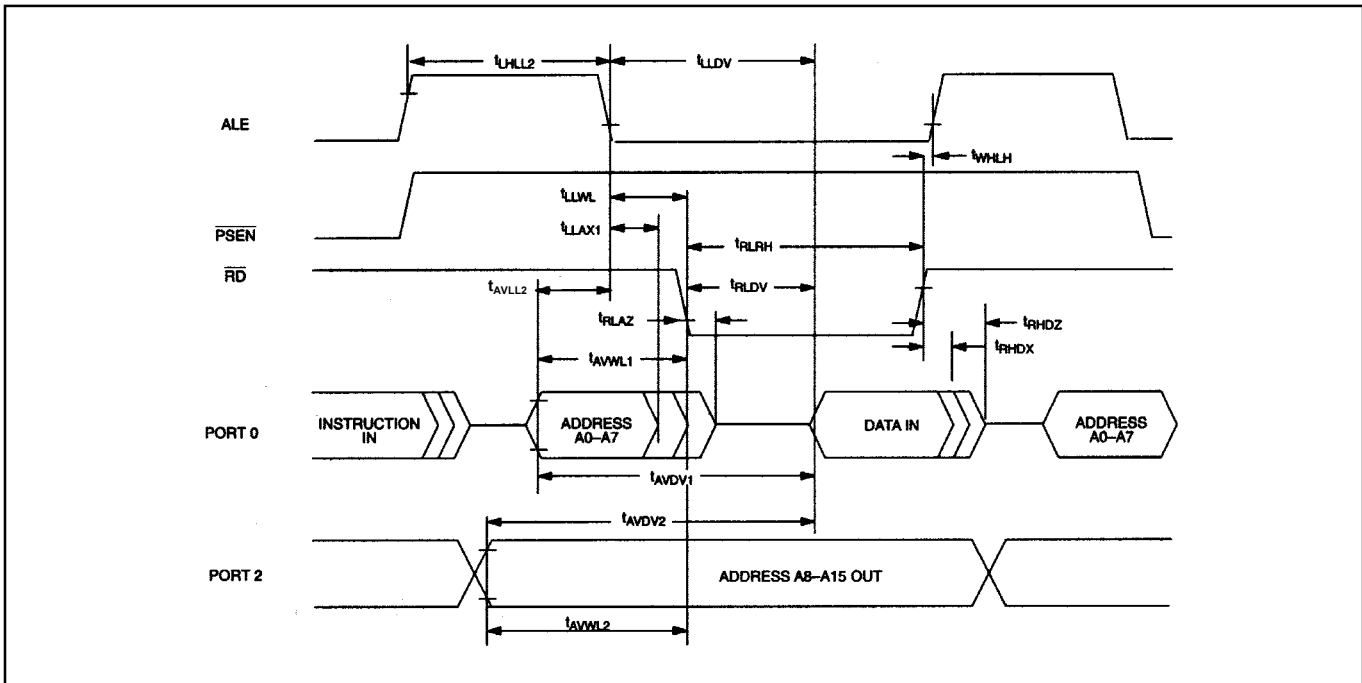 tLHLL2
tLLDV
ALE
tWHLH
tLLWL
PSEN
tLLAX1
tRLRH
RD
tAVLL2
tRLDV
tRLAZ
tRHDZ
tRHDX
tAVWL1
PORT 0
INSTRUCTION
IN
ADDRESS
A0–A7
DATA IN
ADDRESS
A0–A7
tAVDV1
tAVDV2
PORT 2
ADDRESS A8–A15 OUT
tAVWL2